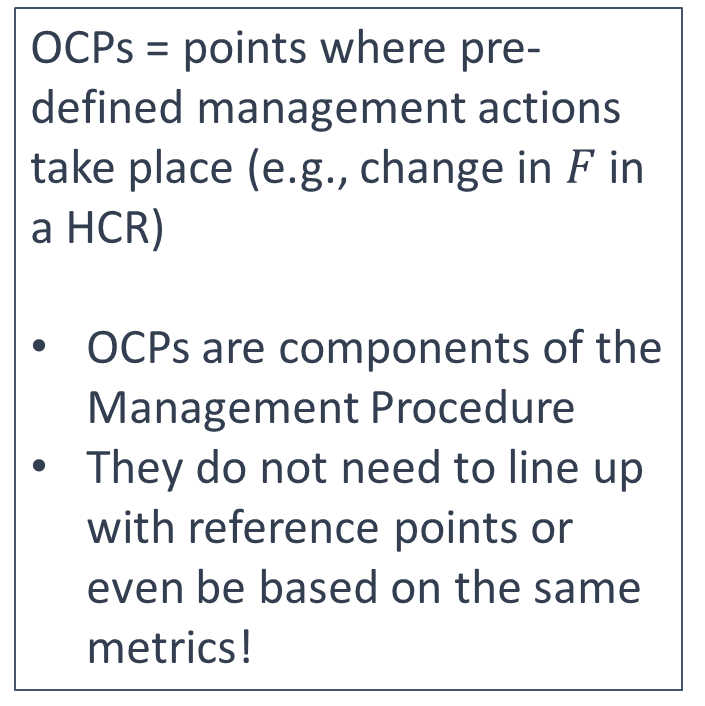 OCPs = points where pre-
defined management actions
take place (e.g., change in F in
a HCR)
• OCPs are components of the
Management Procedure
• They do not need to line up
with reference points or
even be based on the same
metrics!